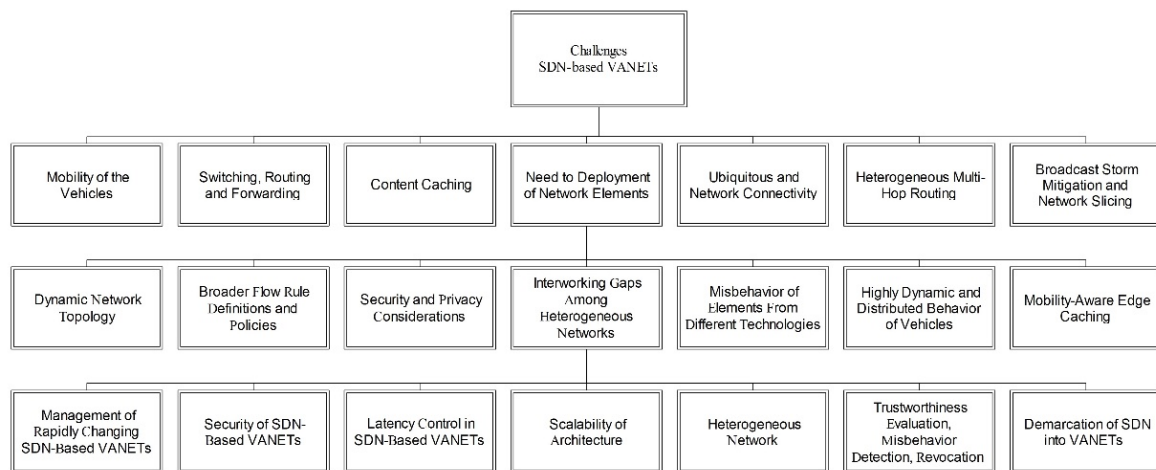 Challenges
SDN-based VANETs
Mobility of the
Vehicles
Switching, Routing
and Forwarding
Content Caching
Need to Deployment
of Network Elements
Ubiquitous and
Network Connectivity
Heterogeneous Multi-
Hop Routing
Broadcast Storm
Mitigation and
Network Slicing
Dynamic Network
Topology
Broader Flow Rule
Definitions and
Policies
Security and Privacy
Considerations
Interworking Gaps
Among
Heterogeneous
Networks
Misbehavior of
Elements From
Different Technologies
Highly Dynamic and
Distributed Behavior
of Vehicles
Mobility-Aware Edge
Caching
Management of
Rapidly Changing
SDN-Based VANETs
Security of SDN-
Based VANETs
Latency Control in
SDN-Based VANETs
Scalability of
Architecture
Heterogeneous
Network
Trustworthiness
Evaluation,
Misbehavior
Detection, Revocation
Demarcation of SDN
into VANETs